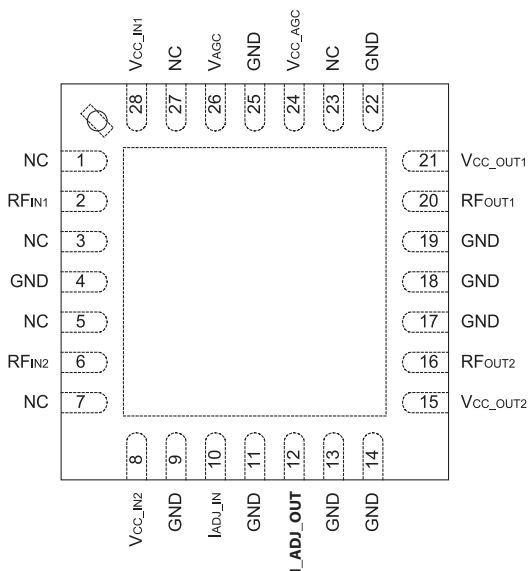 VCC_IN1
NC
VAGC
GND
VCC_AGC
NC
GND
28
27
26
25
24
23
22
NC 1
RFIN1 2
NC 3
GND 4
NC 5
RFIN2 6
NC 7
21 VCC_OUT1
20 RFOUT1
19 GND
18 GND
17 GND
16 RFOUT2
15 VCC_OUT2
8
9
10
11
12
13
14
VCC_IN2
GND
IADJ_IN
GND
I_ADJ_OUT
GND
GND